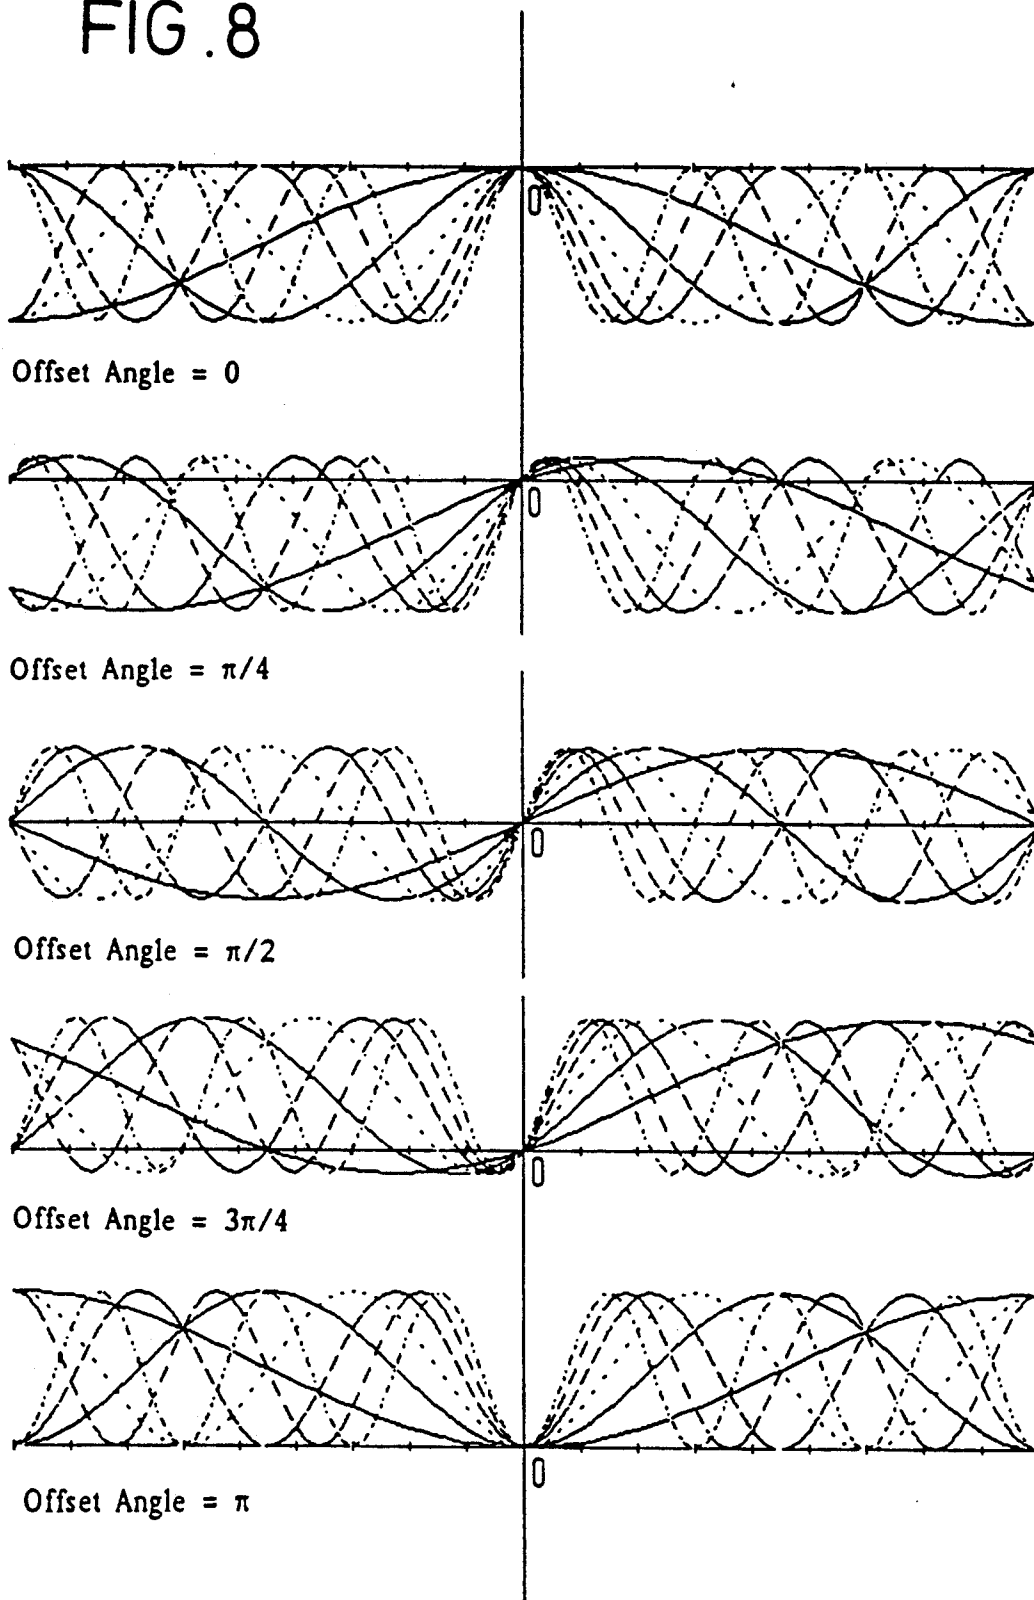 FIG.8
0
Offset Angle = 0
0
Offset Angle = π/4
0
Offset Angle = π/2
0
Offset Angle = 3π/4
0
Offset Angle = π